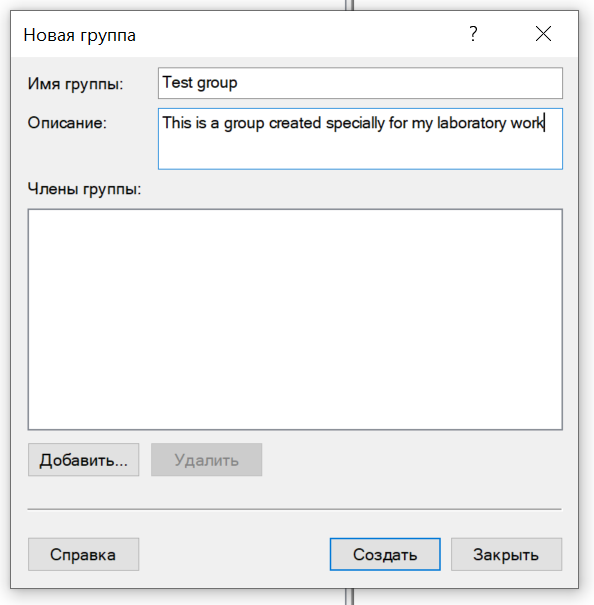 Новая группа
?
Имя группы: Test group
Описание: This is a group created specially for my laboratory work
Члены группы:
Добавить... Удалить
Справка Создать Закрыть